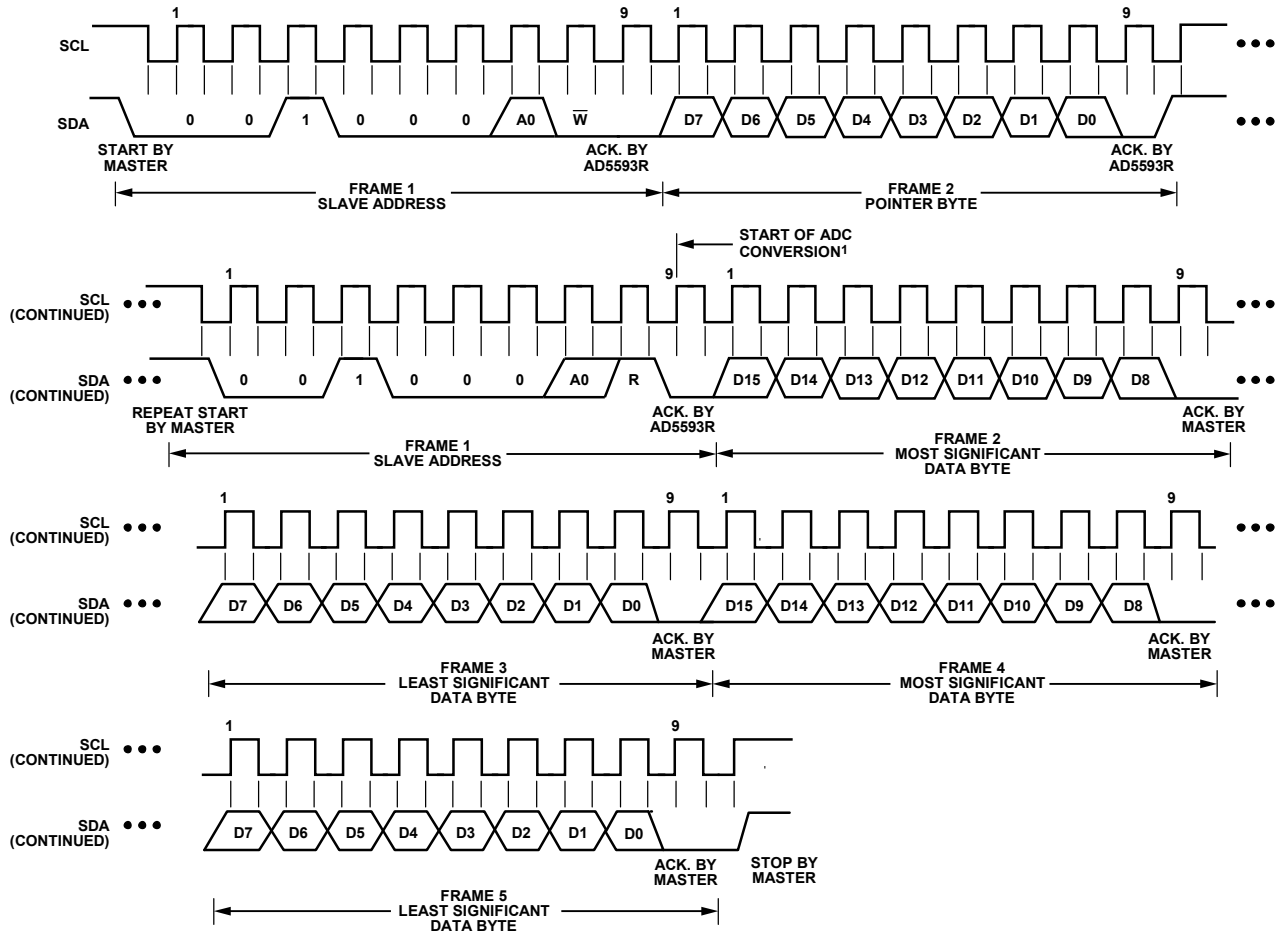 1 9 1 9
SCL
SDA 0 0 1 0 0 0 A0 W̅ D7 D6 D5 D4 D3 D2 D1 D0
START BY MASTER
ACK. BY AD5593R
ACK. BY AD5593R
FRAME 1
SLAVE ADDRESS
FRAME 2
POINTER BYTE
START OF ADC
CONVERSION1
1 9 1 9
SCL
(CONTINUED)
SDA
(CONTINUED)
0 0 1 0 0 0 A0 R D15 D14 D13 D12 D11 D10 D9 D8
REPEAT START
BY MASTER
ACK. BY
AD5593R
ACK. BY
MASTER
FRAME 1
SLAVE ADDRESS
FRAME 2
MOST SIGNIFICANT
DATA BYTE
1 9 1 9
SCL
(CONTINUED)
SDA
(CONTINUED)
D7 D6 D5 D4 D3 D2 D1 D0 D15 D14 D13 D12 D11 D10 D9 D8
ACK. BY
MASTER
ACK. BY
MASTER
FRAME 3
LEAST SIGNIFICANT
DATA BYTE
FRAME 4
MOST SIGNIFICANT
DATA BYTE
1 9
SCL
(CONTINUED)
SDA
(CONTINUED)
D7 D6 D5 D4 D3 D2 D1 D0
ACK. BY
MASTER
STOP BY
MASTER
FRAME 5
LEAST SIGNIFICANT
DATA BYTE